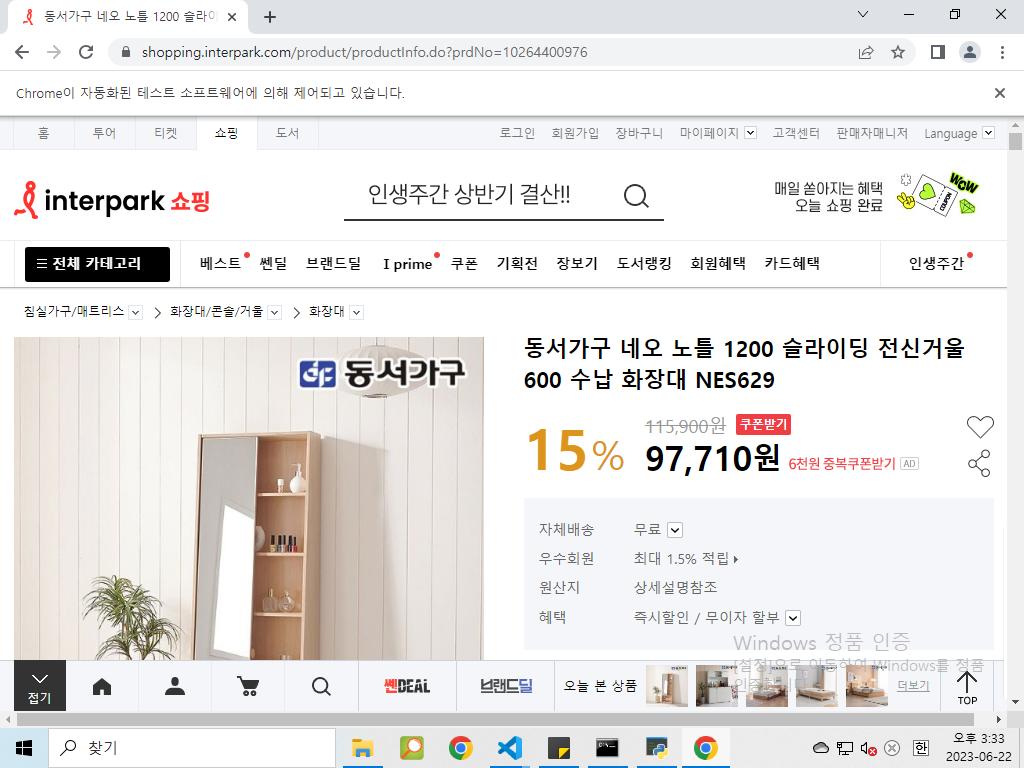 동서가구 네오 노틀 1200 슬라이
shopping.interpark.com/product/productInfo.do?prdNo=10264400976
Chrome이 자동화된 테스트 소프트웨어에 의해 제어되고 있습니다.
홈 투어 티켓 쇼핑 도서 로그인 회원가입 장바구니 마이페이지 고객센터 판매자매니저 Language
interpark 쇼핑 인생주간 상반기 결산!! 매일 쏟아지는 혜택
오늘 쇼핑 완료
WOW
COUPON
전체 카테고리 베스트 쎈딜 브랜드딜 I prime 쿠폰 기획전 장보기 도서랭킹 회원혜택 카드혜택 인생주간
침실가구/매트리스 화장대/콘솔/거울 화장대
동서가구
동서가구 네오 노틀 1200 슬라이딩 전신거울
600 수납 화장대 NES629
15% 115,900원 쿠폰받기
97,710원 6천원 중복쿠폰받기 AD
자체배송 무료
우수회원 최대 1.5% 적립
원산지 상세설명참조
혜택 즉시할인 / 무이자 할부
Windows 정품 인증
[설정]으로 이동하여 Windows를 정품
인증합니다.
접기 쎈DEAL 브랜드딜 오늘 본 상품 더보기 TOP
찾기 한 오후 3:33
2023-06-22